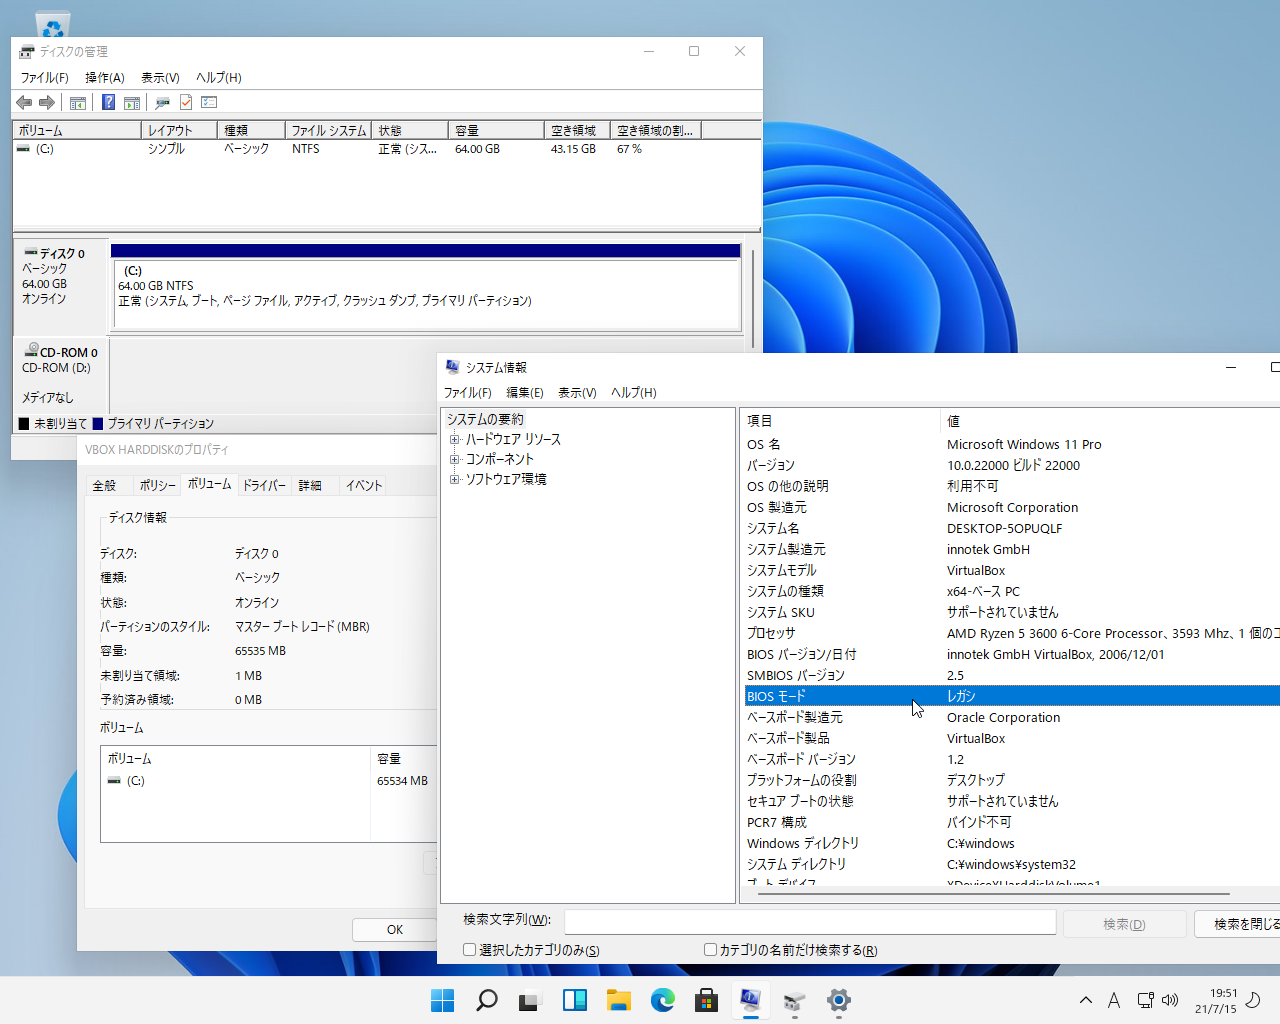 ディスクの管理
ファイル(F) 操作(A) 表示(V) ヘルプ(H)
ボリューム レイアウト 種類 ファイル システム 状態 容量 空き領域 空き領域の割...
(C:) シンプル ベーシック NTFS 正常 (シス... 64.00 GB 43.15 GB 67 %
ディスク 0
ベーシック
64.00 GB
オンライン
(C:)
64.00 GB NTFS
正常 (システム, ブート, ページ ファイル, アクティブ, クラッシュ ダンプ, プライマリ パーティション)
CD-ROM 0
CD-ROM (D:)
メディアなし
未割り当て プライマリ パーティション
VBOX HARDDISKのプロパティ
全般 ポリシー ボリューム ドライバー 詳細 イベント
ディスク情報
ディスク: ディスク 0
種類: ベーシック
状態: オンライン
パーティションのスタイル: マスター ブート レコード (MBR)
容量: 65535 MB
未割り当て領域: 1 MB
予約済み領域: 0 MB
ボリューム
ボリューム 容量
(C:) 65534 MB
OK
システム情報
ファイル(F) 編集(E) 表示(V) ヘルプ(H)
システムの要約
ハードウェア リソース
コンポーネント
ソフトウェア環境
項目 値
OS 名 Microsoft Windows 11 Pro
バージョン 10.0.22000 ビルド 22000
OS の他の説明 利用不可
OS 製造元 Microsoft Corporation
システム名 DESKTOP-5OPUQLF
システム製造元 innotek GmbH
システムモデル VirtualBox
システムの種類 x64-ベース PC
システム SKU サポートされていません
プロセッサ AMD Ryzen 5 3600 6-Core Processor、3593 Mhz、1 個のコ
BIOS バージョン/日付 innotek GmbH VirtualBox, 2006/12/01
SMBIOS バージョン 2.5
BIOS モード レガシ
ベースボード製造元 Oracle Corporation
ベースボード製品 VirtualBox
ベースボード バージョン 1.2
プラットフォームの役割 デスクトップ
セキュア ブートの状態 サポートされていません
PCR7 構成 バインド不可
Windows ディレクトリ C:¥windows
システム ディレクトリ C:¥windows¥system32
ブート デバイス ¥Device¥HarddiskVolume1
検索文字列(W): 検索(D) 検索を閉じる
選択したカテゴリのみ(S) カテゴリの名前だけ検索する(R)
A 19:51
21/7/15